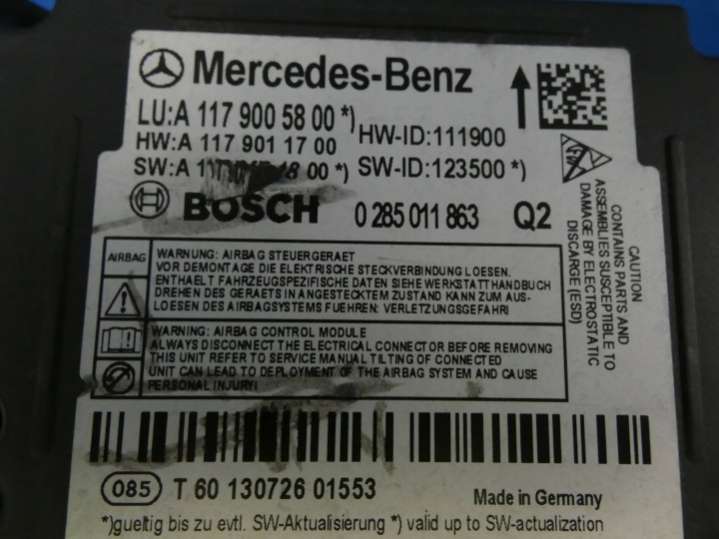 Mercedes-Benz
LU:A 117 900 58 00 *)
HW:A 117 901 17 00
HW-ID:111900
SW:A 00 *)
SW-ID:123500 *)
BOSCH
0 285 011 863
Q2
CAUTION
CONTAINS PARTS AND
ASSEMBLIES SUSCEPTIBLE TO
DAMAGE BY ELECTROSTATIC
DISCHARGE (ESD)
AIRBAG
WARNUNG: AIRBAG STEUERGERAET
VOR DEMONTAGE DIE ELEKTRISCHE STECKVERBINDUNG LOESEN.
ENTHAELT FAHRZEUGSPEZIFISCHE DATEN SIEHE WERKSTATTHANDBUCH
DREHEN DES GERAETS IN ANGESTECKTEM ZUSTAND KANN ZUM AUS-
LOESEN DES AIRBAGSYSTEMS FUEHREN: VERLETZUNGSGEFAHR!
WARNING: AIRBAG CONTROL MODULE
ALWAYS DISCONNECT THE ELECTRICAL CONNECTOR BEFORE REMOVING
THIS UNIT REFER TO SERVICE MANUAL TILTING OF CONNECTED
UNIT CAN LEAD TO DEPLOYMENT OF THE AIRBAG SYSTEM AND CAUSE
PERSONAL INJURY!
085 T 60 130726 01553
Made in Germany
*)gueltig bis zu evtl. SW-Aktualisierung *) valid up to SW-actualization